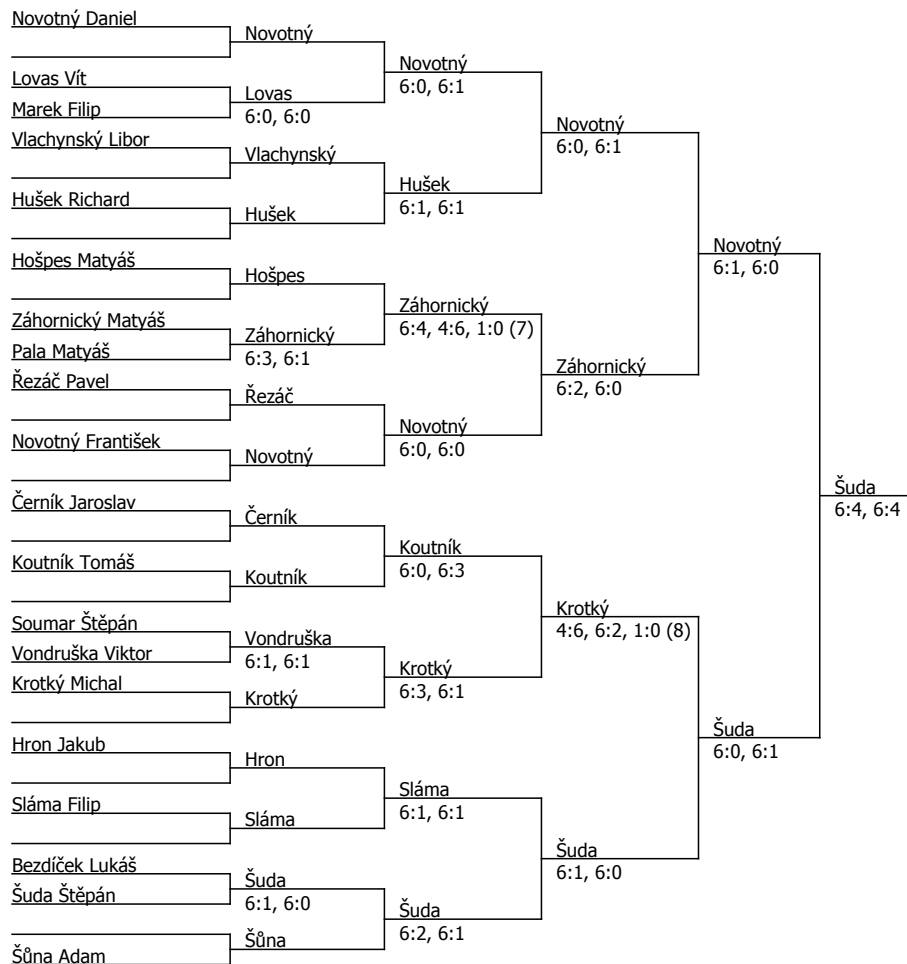 Novotný Daniel
Lovas Vít
Marek Filip
Vlachynský Libor
Hušek Richard
Hošpes Matyáš
Záhornický Matyáš
Pala Matyáš
Řezáč Pavel
Novotný František
Černík Jaroslav
Koutník Tomáš
Soumar Štěpán
Vondruška Viktor
Krotký Michal
Hron Jakub
Sláma Filip
Bezdíček Lukáš
Šuda Štěpán
Šůna Adam
Novotný
Lovas
6:0, 6:0
Vlachynský
Hušek
Hošpes
Záhornický
6:3, 6:1
Řezáč
Novotný
Černík
Koutník
Vondruška
6:1, 6:1
Krotký
Hron
Sláma
Šuda
6:1, 6:0
Šůna
Novotný
6:0, 6:1
Hušek
6:1, 6:1
Záhornický
6:4, 4:6, 1:0 (7)
Novotný
6:0, 6:0
Koutník
6:0, 6:3
Krotký
6:3, 6:1
Sláma
6:1, 6:1
Šuda
6:2, 6:1
Novotný
6:0, 6:1
Záhornický
6:2, 6:0
Krotký
4:6, 6:2, 1:0 (8)
Šuda
6:1, 6:0
Novotný
6:1, 6:0
Šuda
6:0, 6:1
Šuda
6:4, 6:4